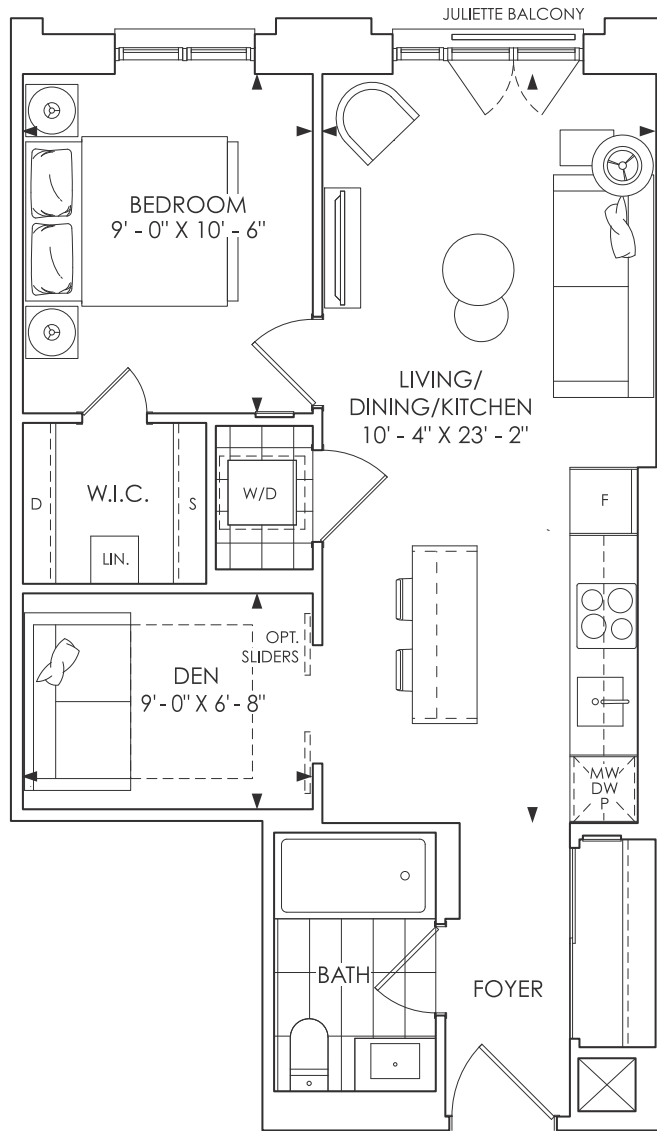 JULIETTE BALCONY
BEDROOM
9' - 0" X 10' - 6"
LIVING/
DINING/KITCHEN
10' - 4" X 23' - 2"
D
W.I.C.
S
LIN.
W/D
F
OPT.
SLIDERS
DEN
9' - 0" X 6' - 8"
MW
DW
P
BATH
FOYER